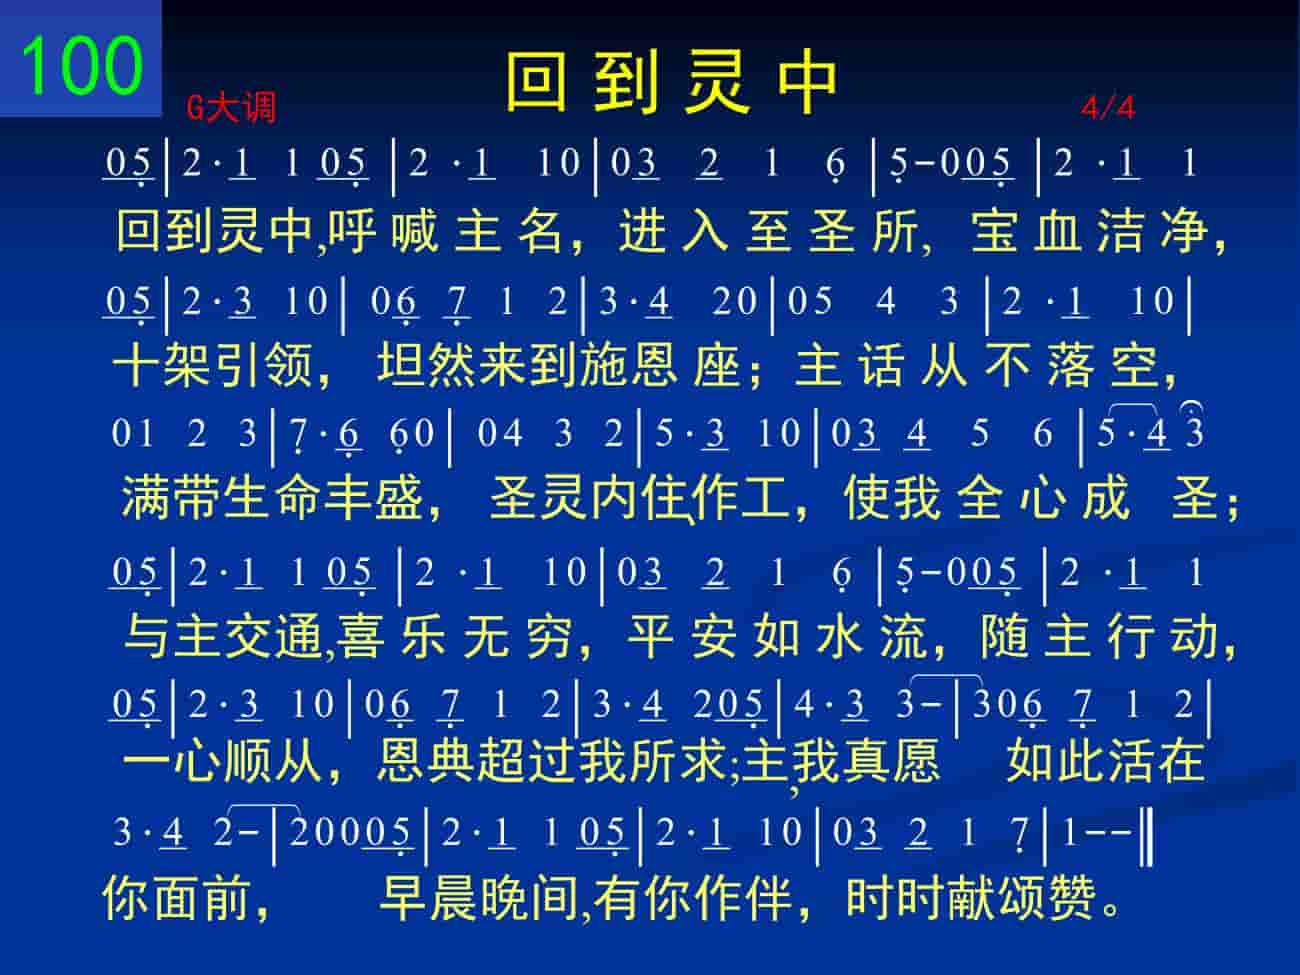 100
回到灵中
G大调 4/4
05|2·1 1 05|2 ·1 10|03 2 1 6|5-005|2 ·1 1
回到灵中,呼喊主名，进入至圣所，宝血洁净，
05|2·3 10| 06 7 1 2|3·4 20|05 4 3|2 ·1 10|
十架引领，坦然来到施恩座；主话从不落空，
01 2 3|7·6 60| 04 3 2|5·3 10|03 4 5 6|5·4 3
满带生命丰盛，圣灵内住、作工，使我全心成 圣；
05|2·1 1 05|2 ·1 10|03 2 1 6|5-005|2 ·1 1
与主交通,喜乐无穷，平安如水流，随主行动，
05|2·3 10|06 7 1 2|3·4 205|4·3 3-|306 7 1 2|
一心顺从，恩典超过我所求;主,我真愿 如此活在
3·4 2-|20005|2·1 1 05|2·1 10|03 2 1 7|1--‖
你面前， 早晨晚间,有你作伴，时时献颂赞。